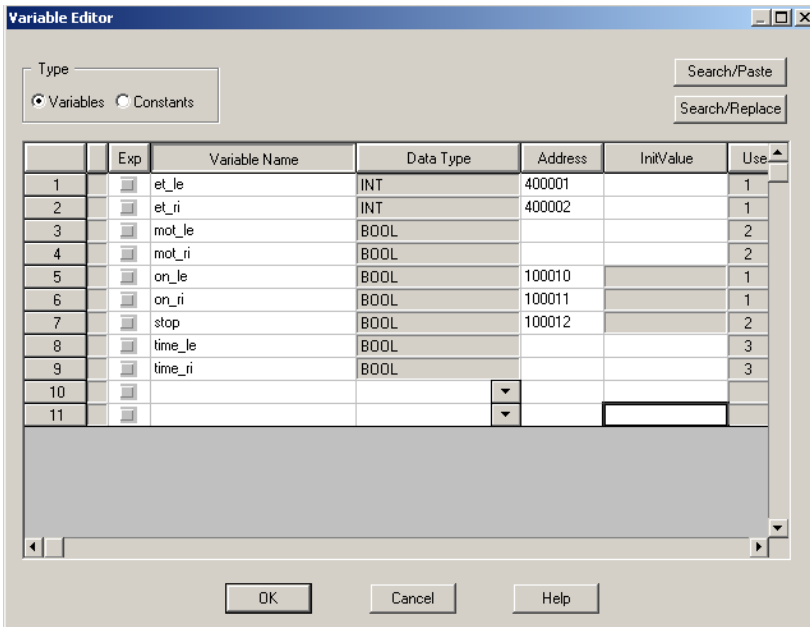 Variable Editor
Type
Variables Constants
Search/Paste
Search/Replace
Exp Variable Name Data Type Address InitValue Use
1 et_le INT 400001 1
2 et_ri INT 400002 1
3 mot_le BOOL 2
4 mot_ri BOOL 2
5 on_le BOOL 100010 1
6 on_ri BOOL 100011 1
7 stop BOOL 100012 2
8 time_le BOOL 3
9 time_ri BOOL 3
10
11
OK Cancel Help